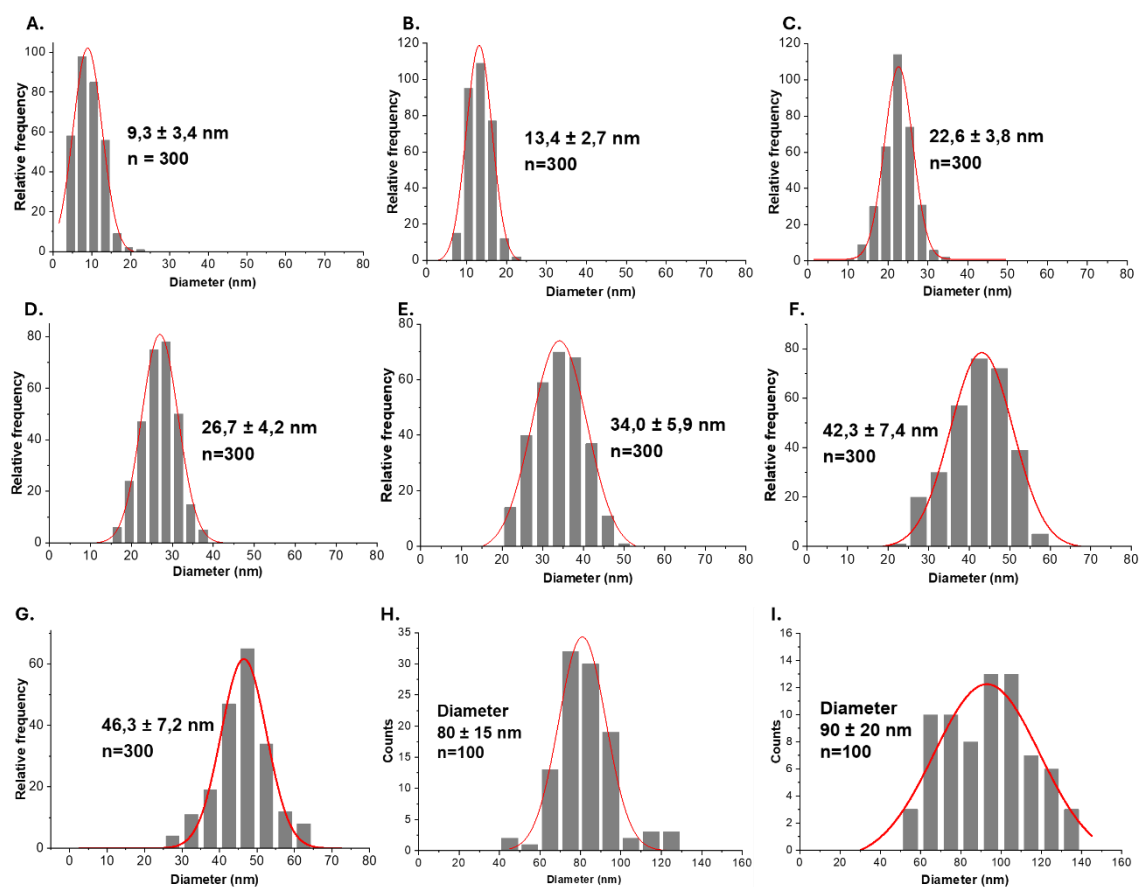 A.
Relative frequency
100
80
60
40
20
0
9,3 ± 3,4 nm
n = 300
0 10 20 30 40 50 60 70 80
Diameter (nm)
B.
Relative frequency
120
100
80
60
40
20
0
13,4 ± 2,7 nm
n=300
0 10 20 30 40 50 60 70 80
Diameter (nm)
C.
Relative frequency
120
100
80
60
40
20
0
22,6 ± 3,8 nm
n=300
0 10 20 30 40 50 60 70 80
Diameter (nm)
D.
Relative frequency
80
60
40
20
0
26,7 ± 4,2 nm
n=300
0 10 20 30 40 50 60 70 80
Diameter (nm)
E.
Relative frequency
80
60
40
20
0
34,0 ± 5,9 nm
n=300
0 10 20 30 40 50 60 70 80
Diameter (nm)
F.
Relative frequency
80
60
40
20
0
42,3 ± 7,4 nm
n=300
0 10 20 30 40 50 60 70 80
Diameter (nm)
G.
Relative frequency
60
40
20
0
46,3 ± 7,2 nm
n=300
0 10 20 30 40 50 60 70 80
Diameter (nm)
H.
Counts
35
30
25
20
15
10
5
0
Diameter
80 ± 15 nm
n=100
0 20 40 60 80 100 120 140 160
Diameter (nm)
I.
Counts
16
14
12
10
8
6
4
2
0
Diameter
90 ± 20 nm
n=100
0 20 40 60 80 100 120 140 160
Diameter (nm)